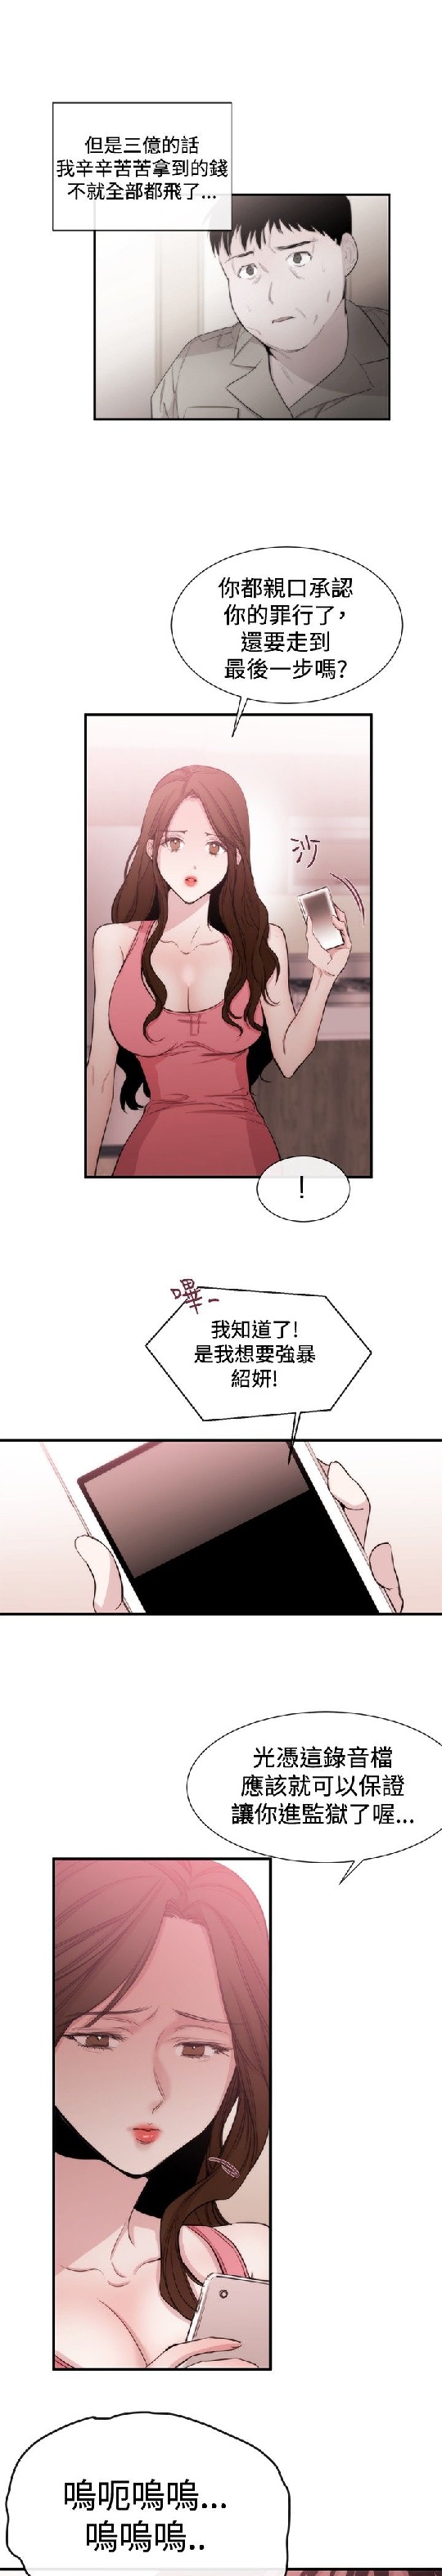 但是三億的話
我辛辛苦苦拿到的錢
不就全部都飛了...
你都親口承認
你的罪行了,
還要走到
最後一步嗎?
沙
!
嗶-
我知道了!
是我想要強暴
紹妍!
光憑這錄音檔
應該就可以保證
讓你進監獄了喔...
嗚呃嗚嗚...
嗚嗚嗚..